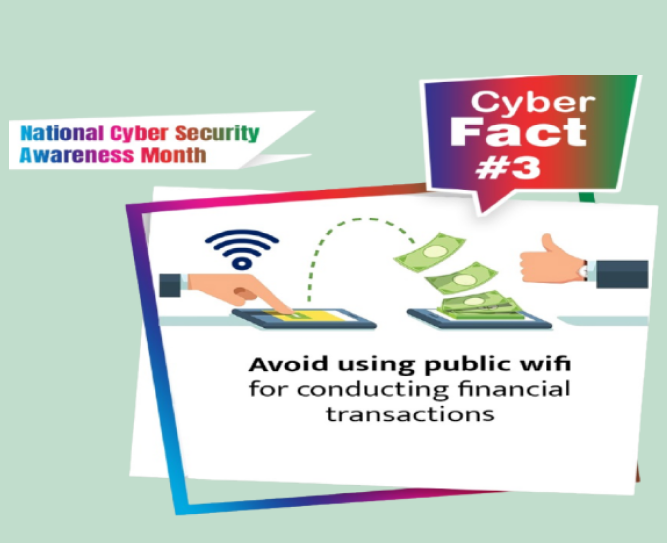 National Cyber Security
Awareness Month
Cyber
Fact
#3
Avoid using public wifi
for conducting financial
transactions